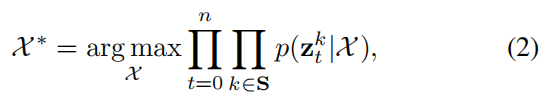 𝒳* = arg max_𝒳 ∏_{t=0}^{n} ∏_{k∈𝐒} p(𝐳_t^k|𝒳), (2)